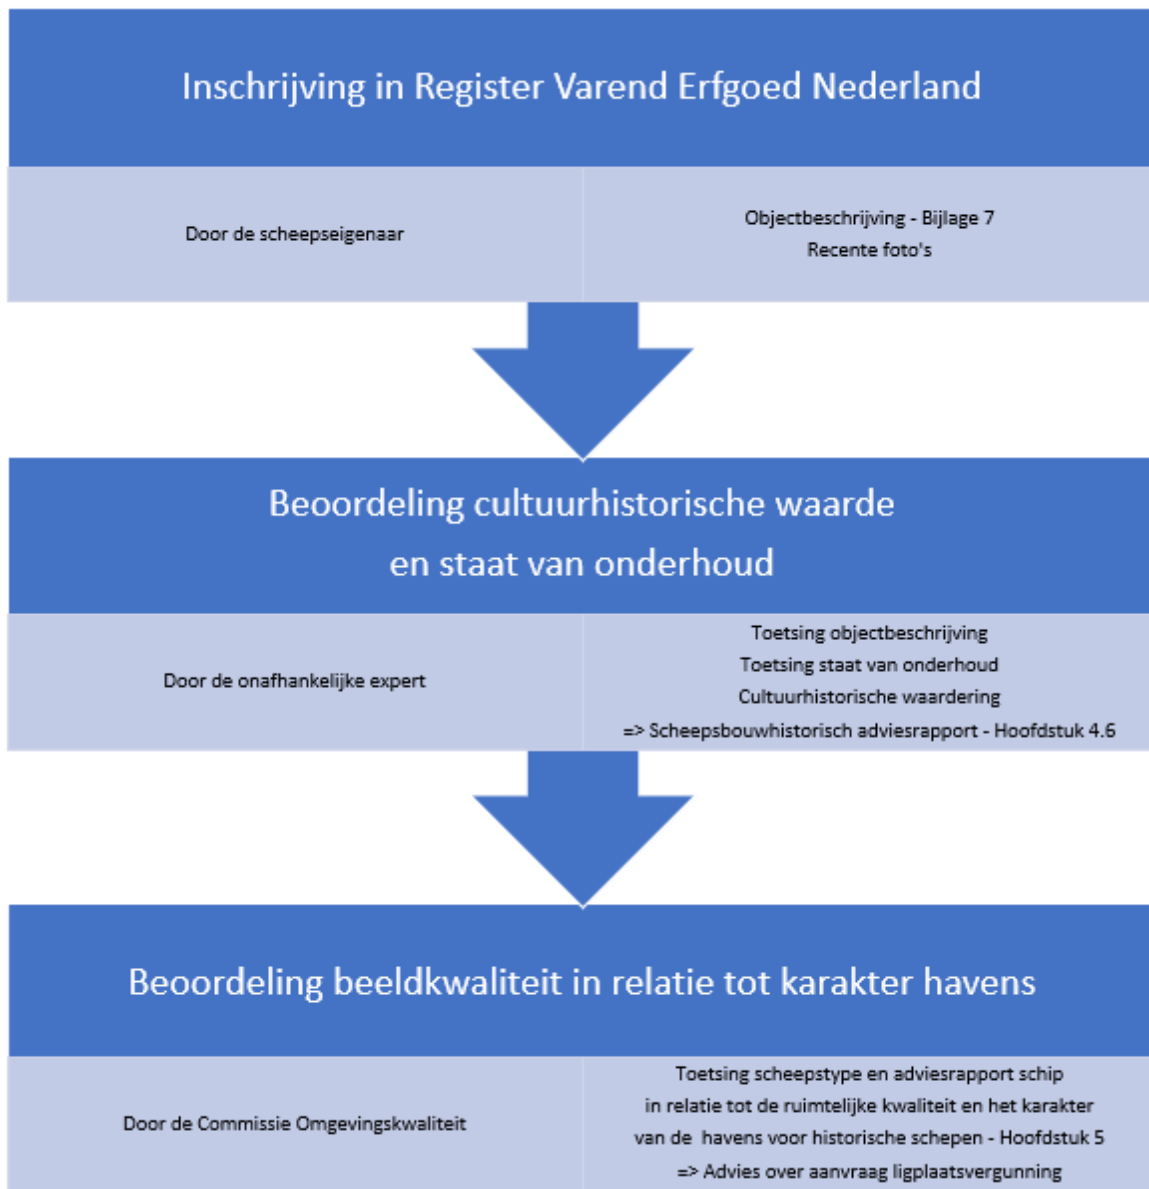 Inschrijving in Register Varend Erfgoed Nederland
Door de scheepseigenaar
Objectbeschrijving - Bijlage 7
Recente foto's
Beoordeling cultuurhistorische waarde
en staat van onderhoud
Door de onafhankelijke expert
Toetsing objectbeschrijving
Toetsing staat van onderhoud
Cultuurhistorische waardering
=> Scheepsbouwhistorisch adviesrapport - Hoofdstuk 4.6
Beoordeling beeldkwaliteit in relatie tot karakter havens
Door de Commissie Omgevingskwaliteit
Toetsing scheepstype en adviesrapport schip
in relatie tot de ruimtelijke kwaliteit en het karakter
van de havens voor historische schepen - Hoofdstuk 5
=> Advies over aanvraag ligplaatsvergunning